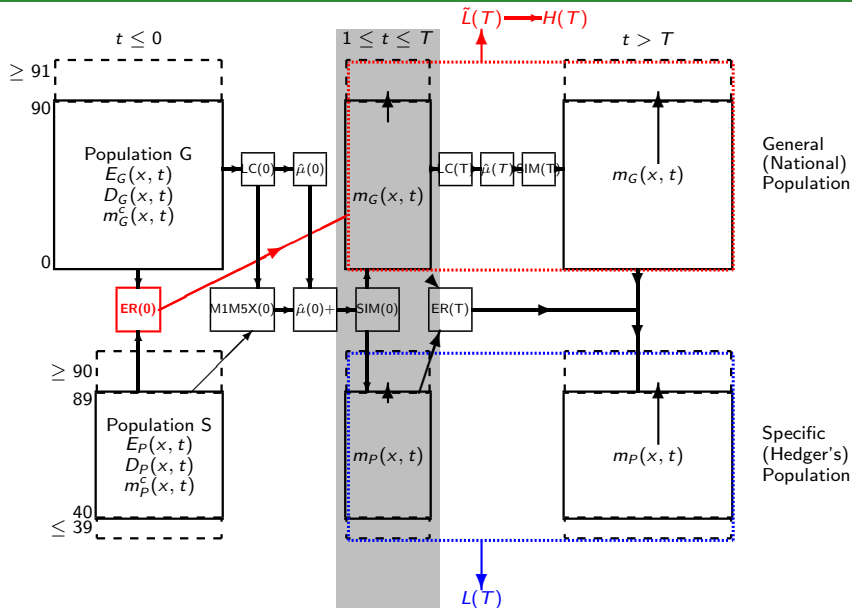 L̃(T) → H(T)
t ≤ 0
1 ≤ t ≤ T
t > T
≥ 91
90
Population G
E_G(x, t)
D_G(x, t)
m^c_G(x, t)
0
LC(0)
μ̂(0)
m_G(x, t)
LC(T)
μ̂(T)
SIM(T)
m_G(x, t)
General
(National)
Population
ER(0)
M1M5X(0)
μ̂(0)+
SIM(0)
ER(T)
≥ 90
89
Population S
E_P(x, t)
D_P(x, t)
m^c_P(x, t)
40
≤ 39
m_P(x, t)
m_P(x, t)
Specific
(Hedger's)
Population
L(T)